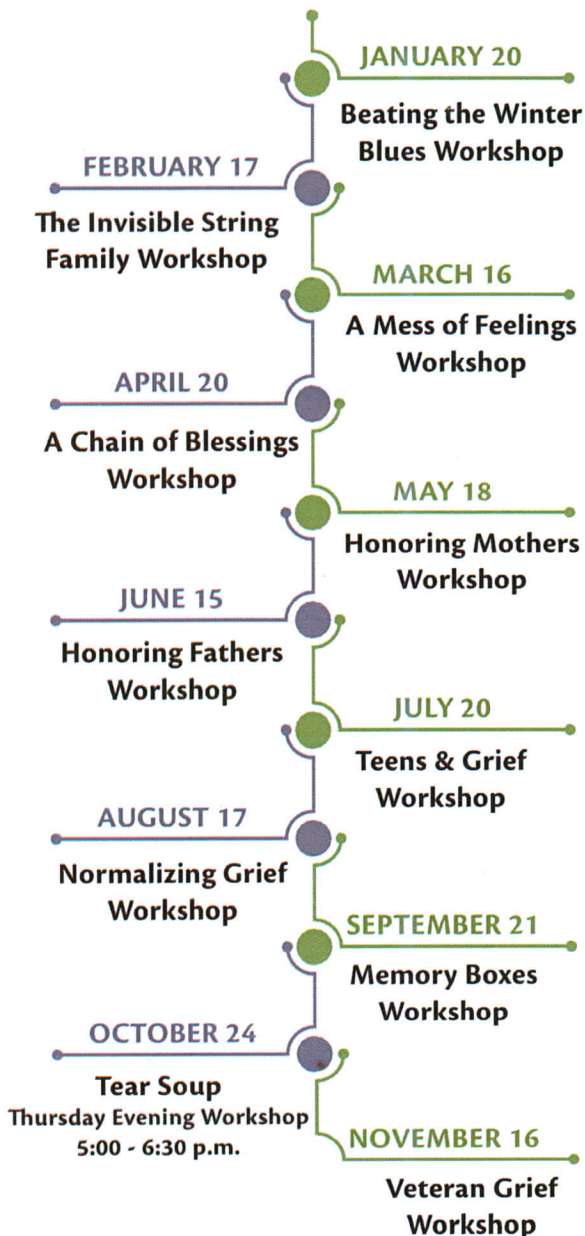 JANUARY 20
Beating the Winter
Blues Workshop
FEBRUARY 17
The Invisible String
Family Workshop
MARCH 16
A Mess of Feelings
Workshop
APRIL 20
A Chain of Blessings
Workshop
MAY 18
Honoring Mothers
Workshop
JUNE 15
Honoring Fathers
Workshop
JULY 20
Teens & Grief
Workshop
AUGUST 17
Normalizing Grief
Workshop
SEPTEMBER 21
Memory Boxes
Workshop
OCTOBER 24
Tear Soup
Thursday Evening Workshop
5:00 - 6:30 p.m.
NOVEMBER 16
Veteran Grief
Workshop